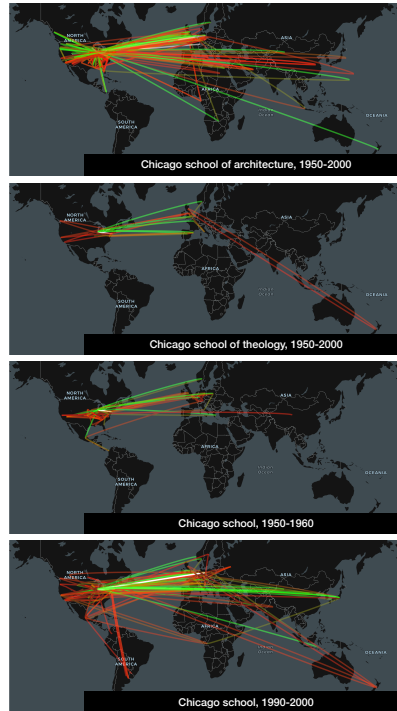 NORTH
AMERICA
ASIA
AFRICA
OCEANIA
SOUTH
AMERICA
Chicago school of architecture, 1950-2000
NORTH
AMERICA
ASIA
AFRICA
Indian
Ocean
OCEANIA
SOUTH
AMERICA
Chicago school of theology, 1950-2000
NORTH
AMERICA
ASIA
AFRICA
Indian
Ocean
OCEANIA
SOUTH
AMERICA
Chicago school, 1950-1960
NORTH
AMERICA
ASIA
AFRICA
Indian
Ocean
OCEANIA
SOUTH
AMERICA
Chicago school, 1990-2000